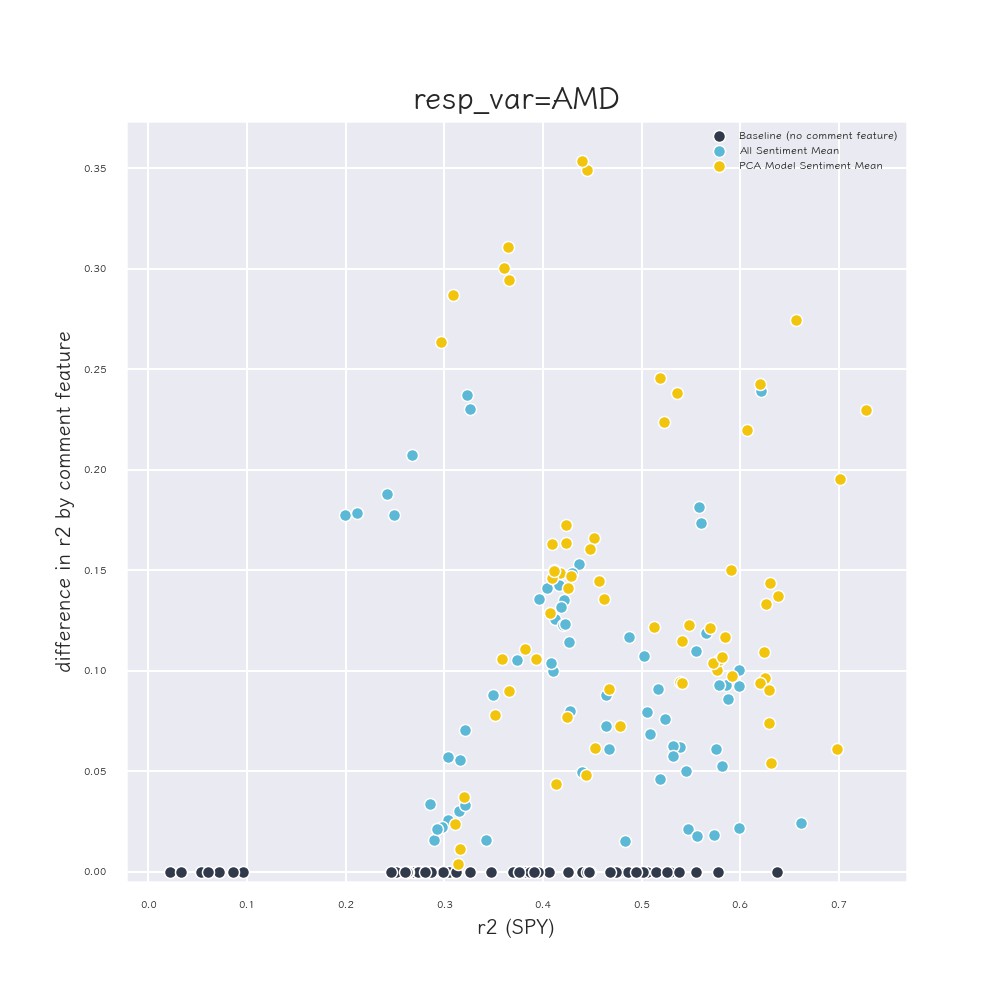 resp_var=AMD
Baseline (no comment feature)
All Sentiment Mean
PCA Model Sentiment Mean
difference in r2 by comment feature
0.35
0.30
0.25
0.20
0.15
0.10
0.05
0.00
0.0 0.1 0.2 0.3 0.4 0.5 0.6 0.7
r2 (SPY)